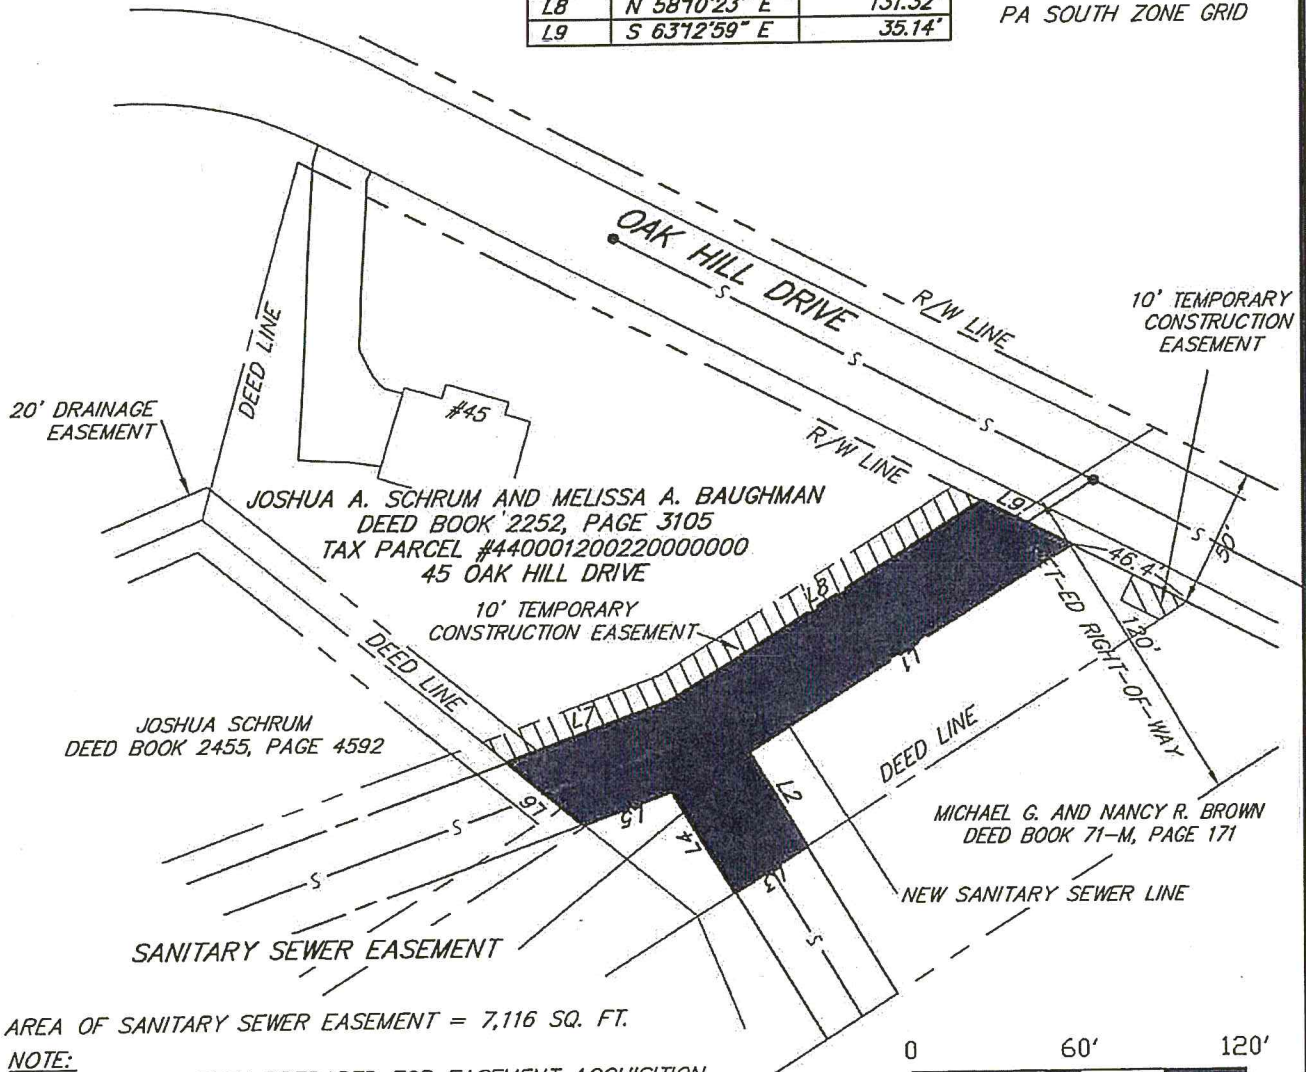 L8 N 58°10'23" E 131.32'
L9 S 63°12'59" E 35.14'
PA SOUTH ZONE GRID
OAK HILL DRIVE
R/W LINE
10' TEMPORARY
CONSTRUCTION
EASEMENT
DEED LINE
20' DRAINAGE
EASEMENT
#45
R/W LINE
JOSHUA A. SCHRUM AND MELISSA A. BAUGHMAN
DEED BOOK 2252, PAGE 3105
TAX PARCEL #440001200220000000
45 OAK HILL DRIVE
L9
S
S
S
S
50'
46.4'
120'
RIGHT-OF-WAY
10' TEMPORARY
CONSTRUCTION EASEMENT
L8
L1
DEED LINE
L7
JOSHUA SCHRUM
DEED BOOK 2455, PAGE 4592
DEED LINE
L2
MICHAEL G. AND NANCY R. BROWN
DEED BOOK 71-M, PAGE 171
L6
L5
L4
L3
S
S
S
NEW SANITARY SEWER LINE
SANITARY SEWER EASEMENT
AREA OF SANITARY SEWER EASEMENT = 7,116 SQ. FT.
NOTE:
FOR EASEMENT ACQUISITION
0 60' 120'